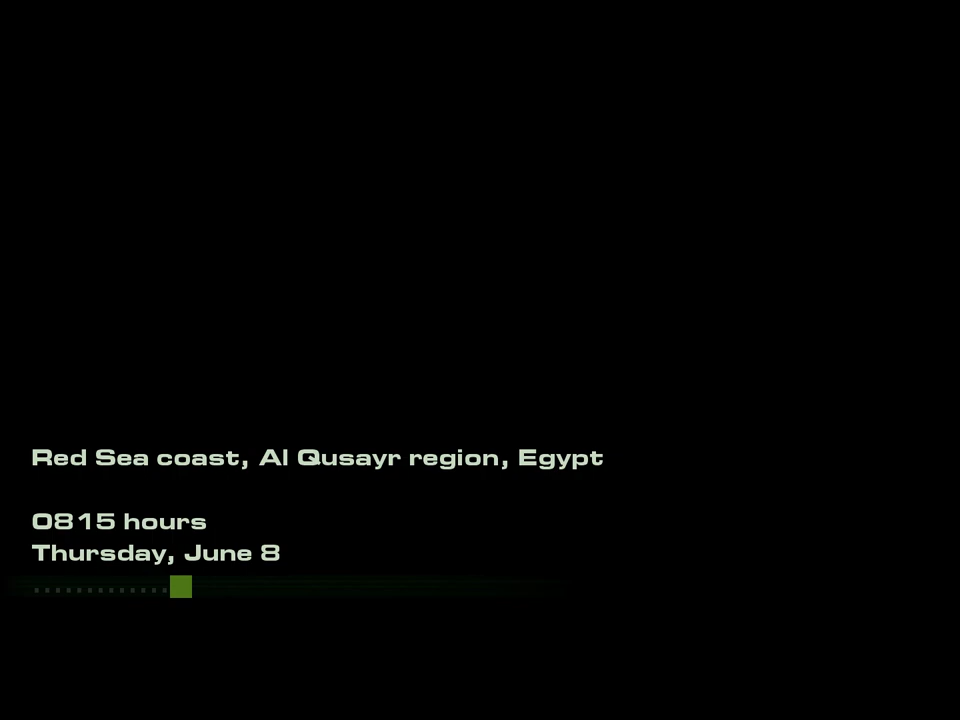 Red Sea coast, Al Qusayr region, Egypt
0815 hours
Thursday, June 8